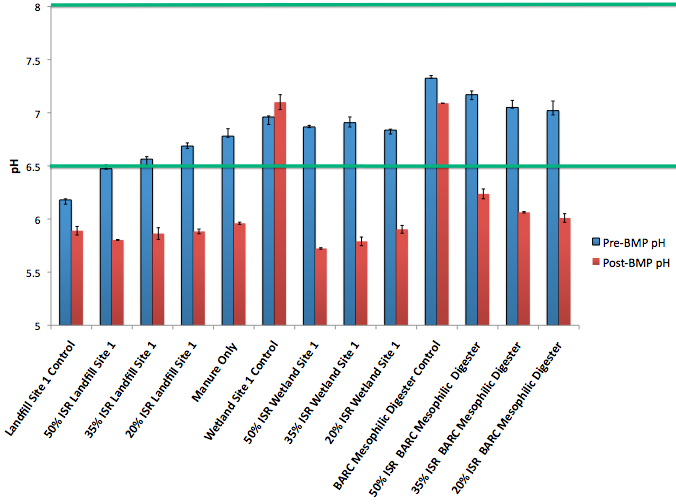 8
7.5
7
6.5
6
5.5
5
pH
Pre-BMP pH
Post-BMP pH
Landfill Site 1 Control
50% ISR Landfill Site 1
35% ISR Landfill Site 1
20% ISR Landfill Site 1
Manure Only
Wetland Site 1 Control
50% ISR Wetland Site 1
35% ISR Wetland Site 1
20% ISR Wetland Site 1
BARC Mesophilic Digester Control
50% ISR BARC Mesophilic Digester
35% ISR BARC Mesophilic Digester
20% ISR BARC Mesophilic Digester